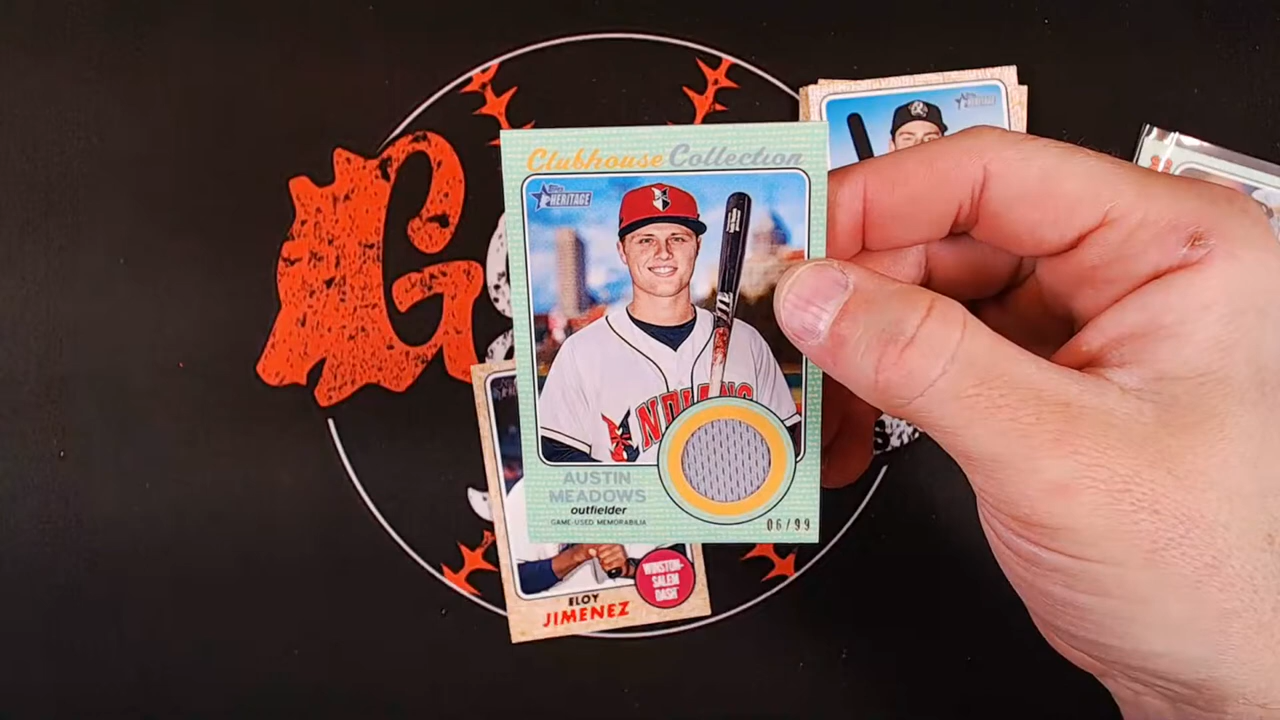 Clubhouse Collection
Topps
HERITAGE
INDIANS
AUSTIN
MEADOWS
outfielder
GAME-USED MEMORABILIA
06/99
WINSTON-
SALEM
DASH
ELOY
JIMENEZ
G